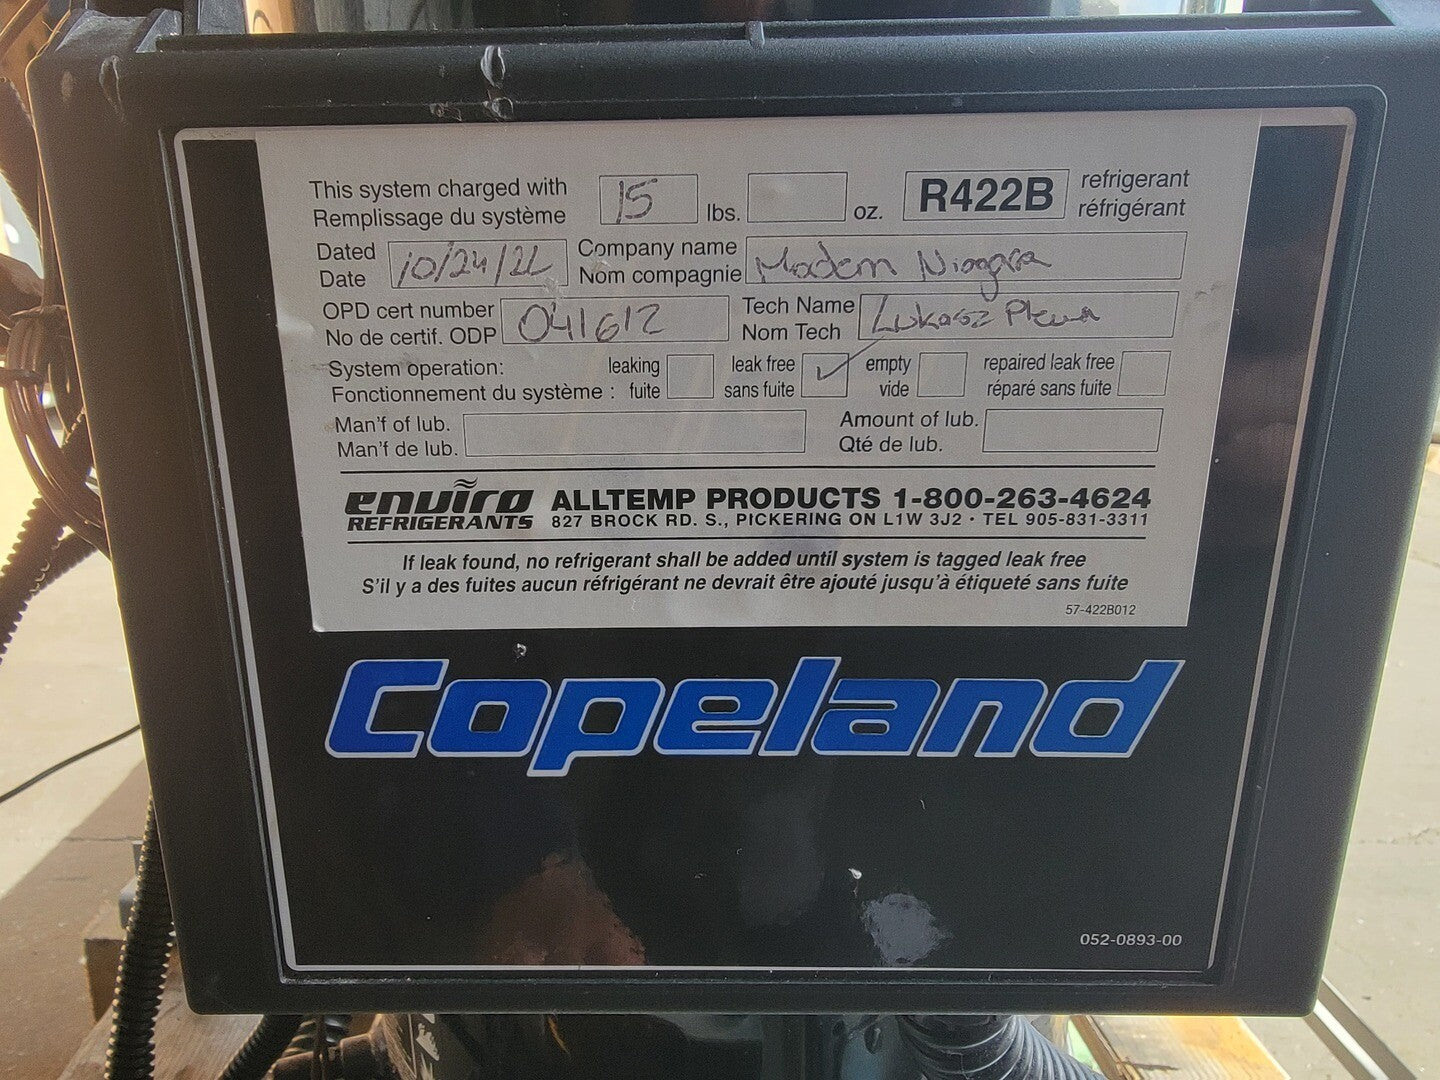 This system charged with 15 lbs. oz. R422B refrigerant
Remplissage du système réfrigérant
Dated 10/24/22 Company name Modern Niagara
Date Nom compagnie
OPD cert number 041612 Tech Name Lukasz
No de certif. ODP Nom Tech
System operation: leaking leak free ✓ empty repaired leak free
Fonctionnement du système : fuite sans fuite vide réparé sans fuite
Man'f of lub. Amount of lub.
Man'f de lub. Qté de lub.
enviro REFRIGERANTS
ALLTEMP PRODUCTS 1-800-263-4624
827 BROCK RD. S., PICKERING ON L1W 3J2 · TEL 905-831-3311
If leak found, no refrigerant shall be added until system is tagged leak free
S'il y a des fuites aucun réfrigérant ne devrait être ajouté jusqu'à étiqueté sans fuite
57-422B012
Copeland
052-0893-00